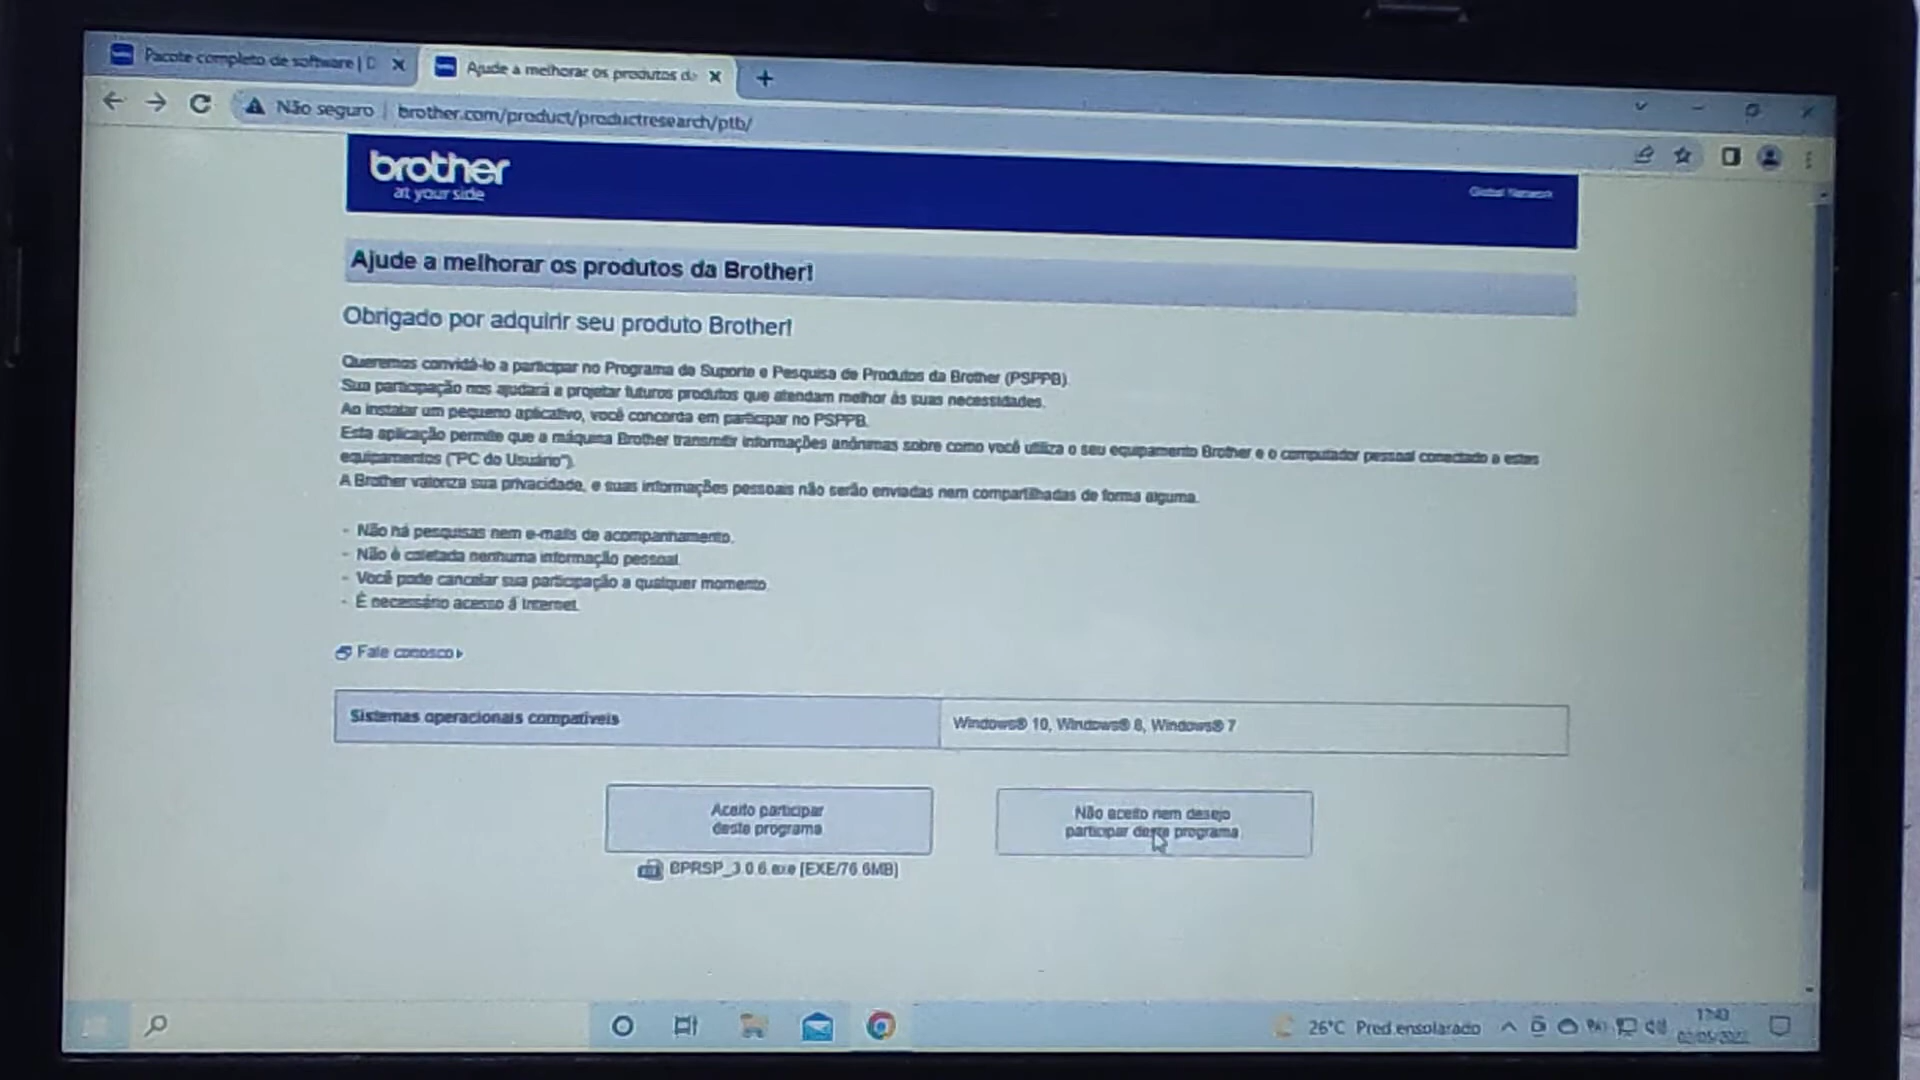 Pacote completo de software | D
Ajude a melhorar os produtos da
Não seguro | brother.com/product/productresearch/ptb/
brother
at your side
Global Network
Ajude a melhorar os produtos da Brother!
Obrigado por adquirir seu produto Brother!
Queremos convidá-lo a participar no Programa de Suporte e Pesquisa de Produtos da Brother (PSPPB).
Sua participação nos ajudará a projetar futuros produtos que atendam melhor às suas necessidades.
Ao instalar um pequeno aplicativo, você concorda em participar no PSPPB.
Esta aplicação permite que a máquina Brother transmitir informações anônimas sobre como você utiliza o seu equipamento Brother e o computador pessoal conectado a estes
equipamentos ("PC do Usuário").
A Brother valoriza sua privacidade, e suas informações pessoais não serão enviadas nem compartilhadas de forma alguma.
- Não há pesquisas nem e-mails de acompanhamento.
- Não é coletada nenhuma informação pessoal.
- Você pode cancelar sua participação a qualquer momento.
- É necessário acesso à Internet.
Fale conosco
Sistemas operacionais compatíveis
Windows® 10, Windows® 8, Windows® 7
Aceito participar
deste programa
Não aceito nem desejo
participar deste programa
BPRSP_3.0.6.exe [EXE/76.6MB]
26°C Pred.ensolarado
17:43